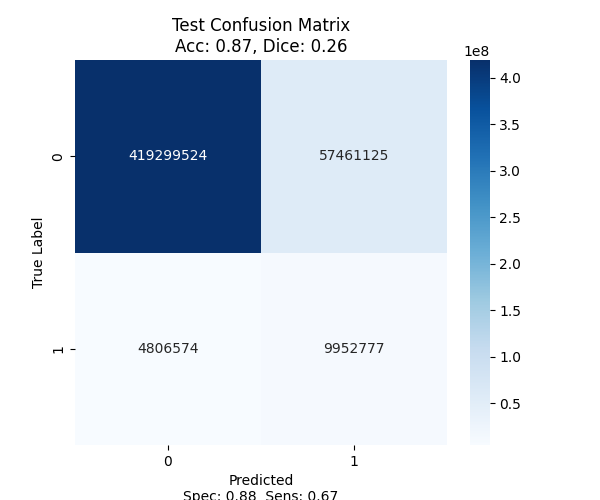 Test Confusion Matrix
Acc: 0.87, Dice: 0.26
1e8
419299524
57461125
4806574
9952777
0
1
True Label
0
1
Predicted
Spec: 0.88, Sens: 0.67
4.0
3.5
3.0
2.5
2.0
1.5
1.0
0.5